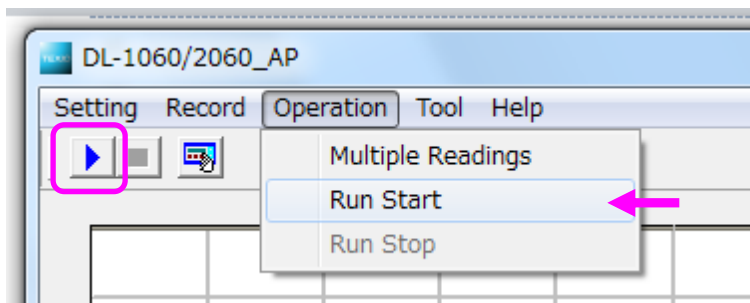 DL-1060/2060_AP
Setting Record Operation Tool Help
Multiple Readings
Run Start
Run Stop